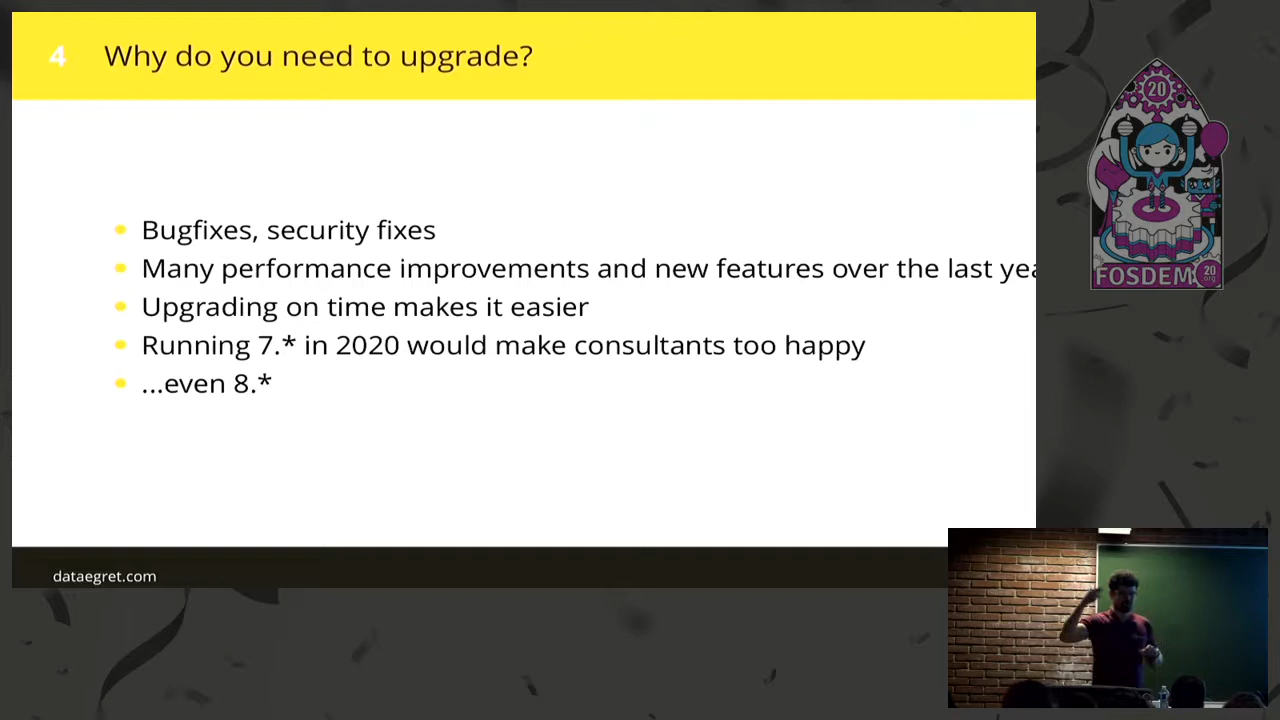 4 Why do you need to upgrade?
Bugfixes, security fixes
Many performance improvements and new features over the last yea
Upgrading on time makes it easier
Running 7.* in 2020 would make consultants too happy
...even 8.*
dataegret.com
20
FOSDEM 20
.org